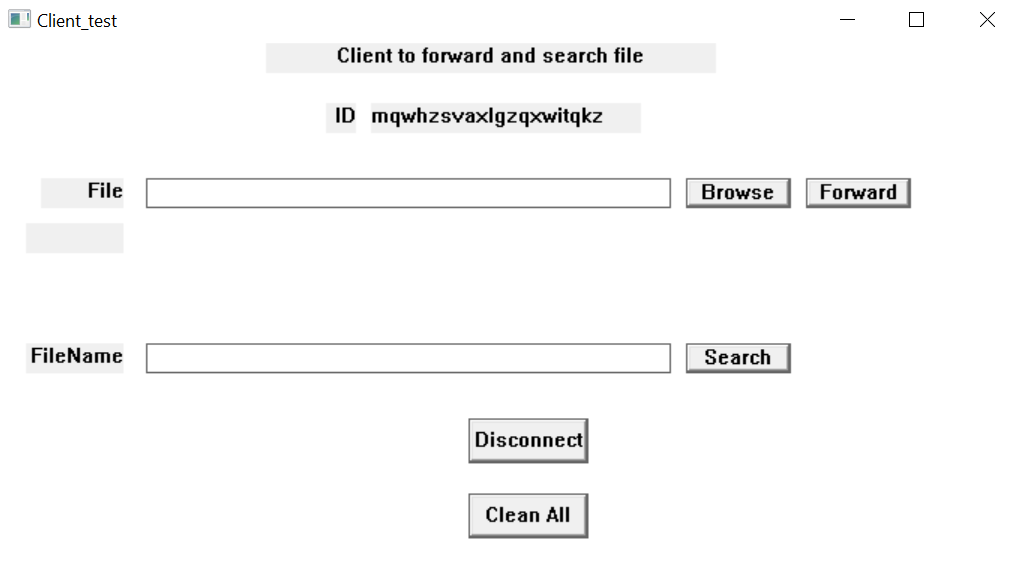 Client_test
Client to forward and search file
ID mqwhzsvaxlgzqxwitqkz
File Browse Forward
FileName Search
Disconnect
Clean All